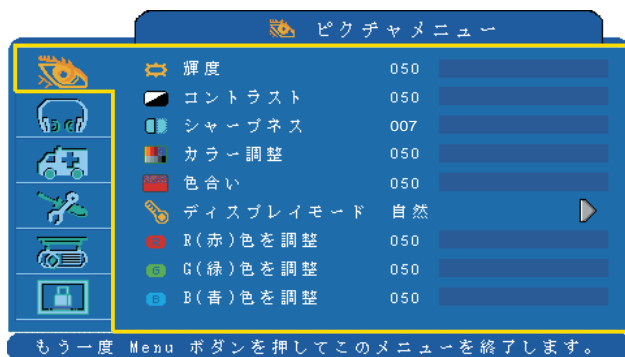 ピクチャメニュー
輝度 050
コントラスト 050
シャープネス 007
カラー調整 050
色合い 050
ディスプレイモード 自然
R R(赤)色を調整 050
G G(緑)色を調整 050
B B(青)色を調整 050
もう一度 Menu ボダンを押してこのメニューを終了します。